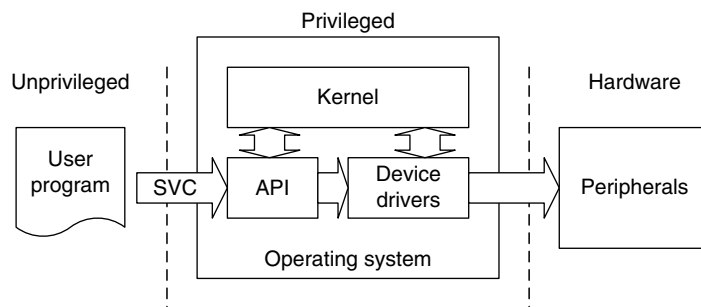 Privileged
Unprivileged
Hardware
Kernel
User
program
SVC
API
Device
drivers
Peripherals
Operating system